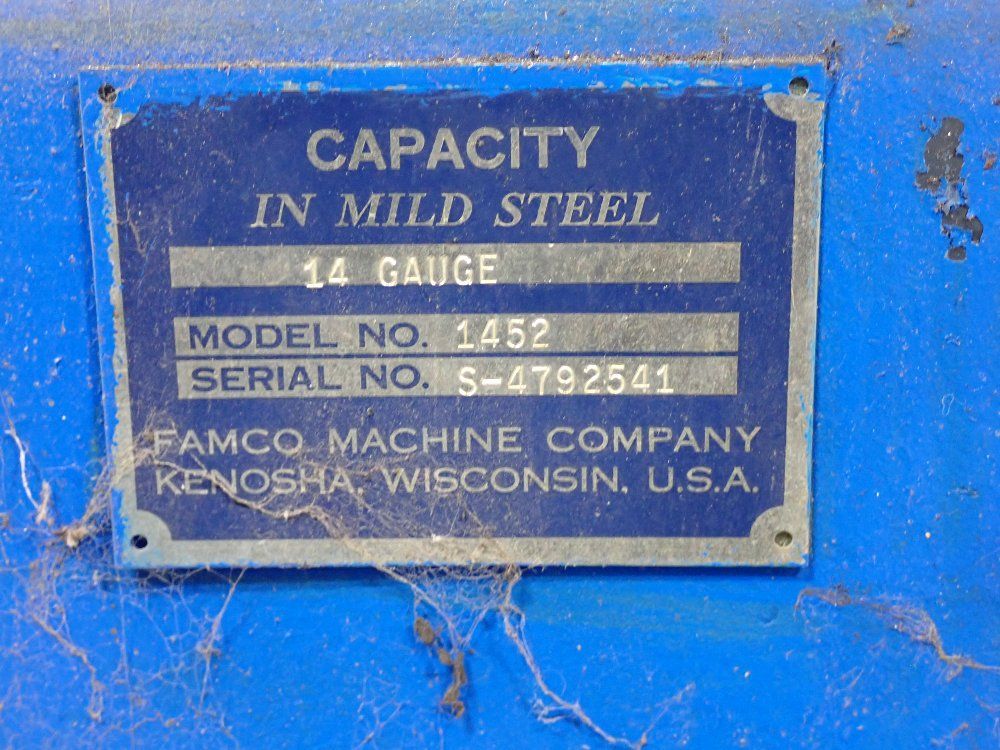 CAPACITY
IN MILD STEEL
14 GAUGE
MODEL NO. 1452
SERIAL NO. S-4792541
FAMCO MACHINE COMPANY
KENOSHA, WISCONSIN, U.S.A.